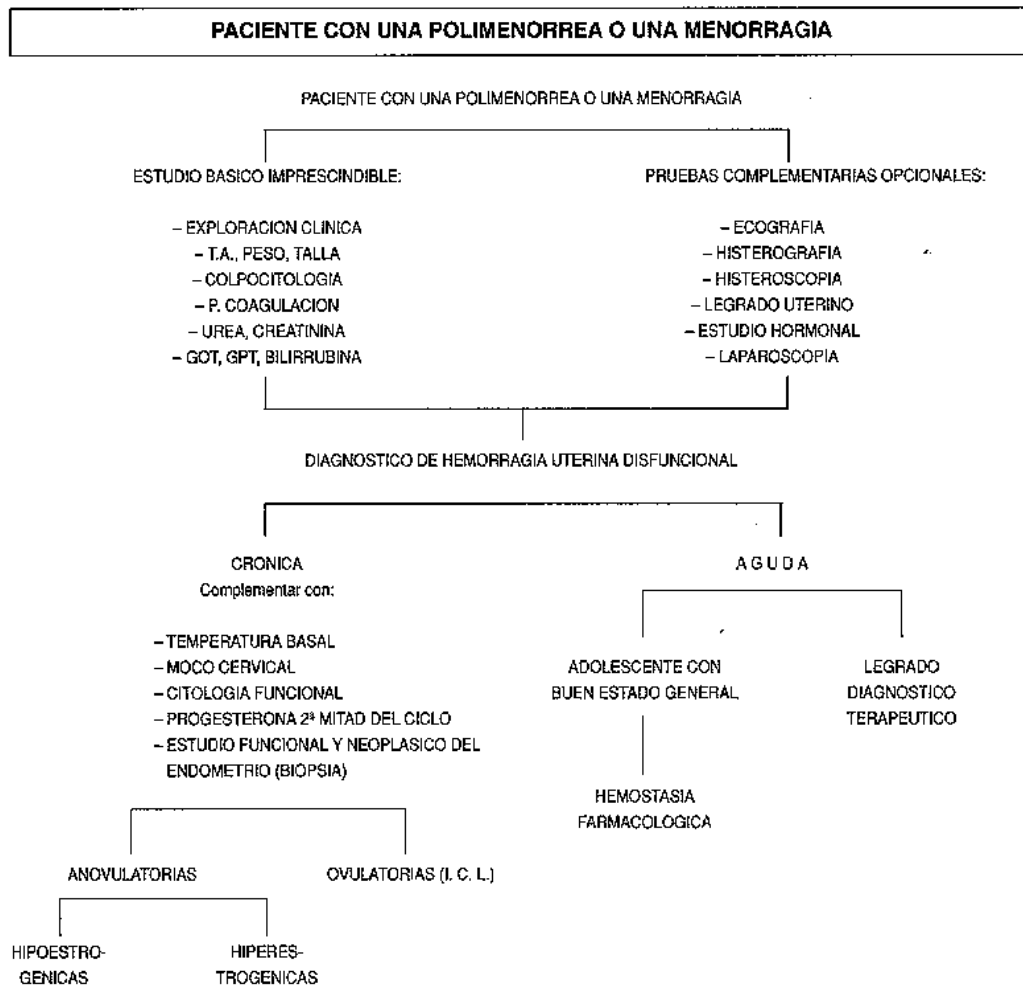 PACIENTE CON UNA POLIMENORREA O UNA MENORRAGIA
PACIENTE CON UNA POLIMENORREA O UNA MENORRAGIA
ESTUDIO BASICO IMPRESCINDIBLE:
– EXPLORACION CLINICA
– T.A., PESO, TALLA
– COLPOCITOLOGIA
– P. COAGULACION
– UREA, CREATININA
– GOT, GPT, BILIRRUBINA
PRUEBAS COMPLEMENTARIAS OPCIONALES:
– ECOGRAFIA
– HISTEROGRAFIA
– HISTEROSCOPIA
– LEGRADO UTERINO
– ESTUDIO HORMONAL
– LAPAROSCOPIA
DIAGNOSTICO DE HEMORRAGIA UTERINA DISFUNCIONAL
CRONICA
Complementar con:
– TEMPERATURA BASAL
– MOCO CERVICAL
– CITOLOGIA FUNCIONAL
– PROGESTERONA 2ª MITAD DEL CICLO
– ESTUDIO FUNCIONAL Y NEOPLASICO DEL
ENDOMETRIO (BIOPSIA)
A G U D A
ADOLESCENTE CON
BUEN ESTADO GENERAL
LEGRADO
DIAGNOSTICO
TERAPEUTICO
HEMOSTASIA
FARMACOLOGICA
ANOVULATORIAS
OVULATORIAS (I. C. L.)
HIPOESTRO-
GENICAS
HIPERES-
TROGENICAS